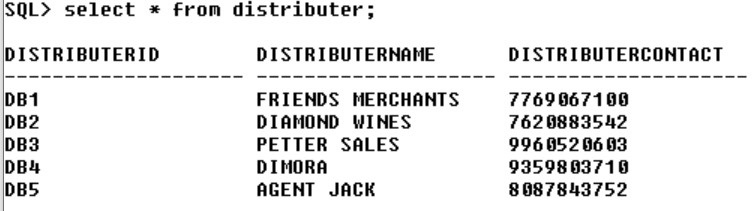 SQL> select * from distributer;
DISTRIBUTERID DISTRIBUTERNAME DISTRIBUTERCONTACT
-------------------- -------------------- --------------------
DB1 FRIENDS MERCHANTS 7769067100
DB2 DIAMOND WINES 7620883542
DB3 PETTER SALES 9960520603
DB4 DIMORA 9359803710
DB5 AGENT JACK 8087843752